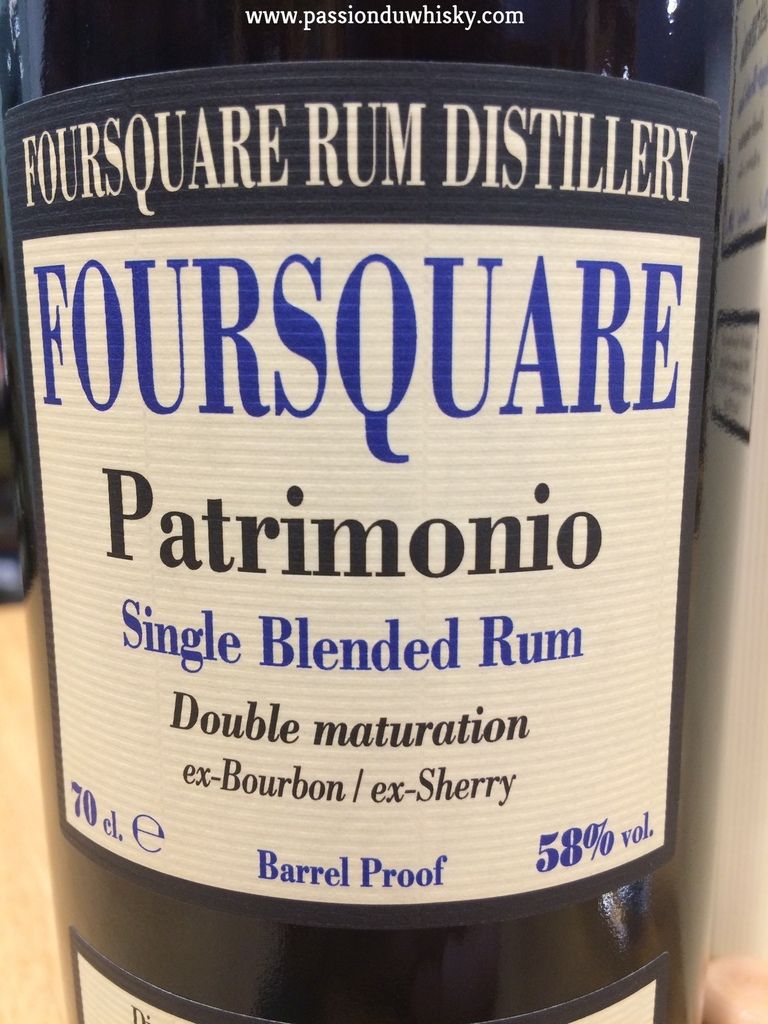 www.passionduwhisky.com
FOURSQUARE RUM DISTILLERY
FOURSQUARE
Patrimonio
Single Blended Rum
Double maturation
ex-Bourbon / ex-Sherry
70 cl. ℮
58% vol.
Barrel Proof